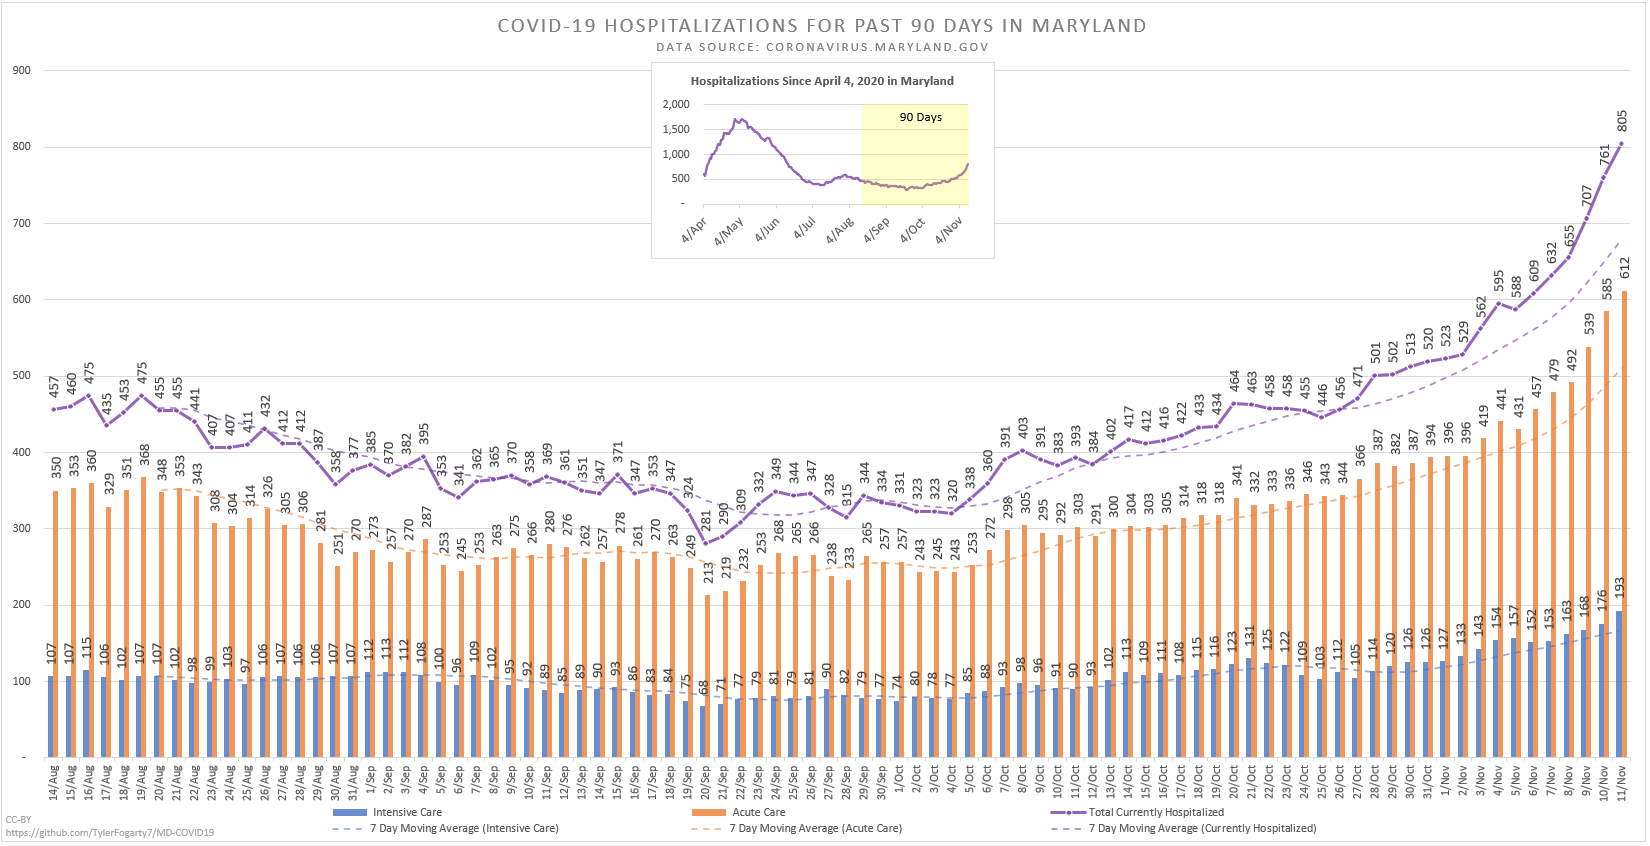 COVID-19 HOSPITALIZATIONS FOR PAST 90 DAYS IN MARYLAND
DATA SOURCE: CORONAVIRUS.MARYLAND.GOV
Hospitalizations Since April 4, 2020 in Maryland
90 Days
2,000
1,500
1,000
500
-
4/Apr 4/May 4/Jun 4/Jul 4/Aug 4/Sep 4/Oct 4/Nov
900
800
700
600
500
400
300
200
100
-
457 460 475 435 453 475 455 455 441 407 407 411 432 412 412 387 358 377 385 370 382 395 353 341 362 365 370 358 369 361 351 347 371 347 353 347 324 281 290 309 332 349 344 347 328 315 344 334 331 323 323 320 338 360 391 403 391 383 393 384 402 417 412 416 422 433 434 464 463 458 458 455 446 456 471 501 502 513 520 523 529 562 595 588 609 632 655 707 761 805
350 353 360 329 351 368 348 353 343 308 304 314 326 305 306 281 251 270 273 257 270 287 253 245 253 263 275 266 280 276 262 257 278 261 270 263 249 213 219 232 253 268 265 266 238 233 265 257 257 243 245 243 253 272 298 305 295 292 303 291 300 304 303 305 314 318 318 341 332 333 336 346 343 344 366 387 382 387 394 396 396 419 441 431 457 479 492 539 585 612
107 107 115 106 102 107 107 102 98 99 103 97 106 107 106 106 107 107 112 113 112 108 100 96 109 102 95 92 89 85 89 90 93 86 83 84 75 68 71 77 79 81 79 81 90 82 79 77 74 80 78 77 85 88 93 98 96 91 90 93 102 113 109 111 108 115 116 123 131 125 122 109 103 112 105 114 120 126 126 127 133 143 154 157 152 153 163 168 176 193
14/Aug 15/Aug 16/Aug 17/Aug 18/Aug 19/Aug 20/Aug 21/Aug 22/Aug 23/Aug 24/Aug 25/Aug 26/Aug 27/Aug 28/Aug 29/Aug 30/Aug 31/Aug 1/Sep 2/Sep 3/Sep 4/Sep 5/Sep 6/Sep 7/Sep 8/Sep 9/Sep 10/Sep 11/Sep 12/Sep 13/Sep 14/Sep 15/Sep 16/Sep 17/Sep 18/Sep 19/Sep 20/Sep 21/Sep 22/Sep 23/Sep 24/Sep 25/Sep 26/Sep 27/Sep 28/Sep 29/Sep 30/Sep 1/Oct 2/Oct 3/Oct 4/Oct 5/Oct 6/Oct 7/Oct 8/Oct 9/Oct 10/Oct 11/Oct 12/Oct 13/Oct 14/Oct 15/Oct 16/Oct 17/Oct 18/Oct 19/Oct 20/Oct 21/Oct 22/Oct 23/Oct 24/Oct 25/Oct 26/Oct 27/Oct 28/Oct 29/Oct 30/Oct 31/Oct 1/Nov 2/Nov 3/Nov 4/Nov 5/Nov 6/Nov 7/Nov 8/Nov 9/Nov 10/Nov 11/Nov
Intensive Care Acute Care Total Currently Hospitalized
7 Day Moving Average (Intensive Care) 7 Day Moving Average (Acute Care) 7 Day Moving Average (Currently Hospitalized)
CC-BY
https://github.com/TylerFogarty7/MD-COVID19